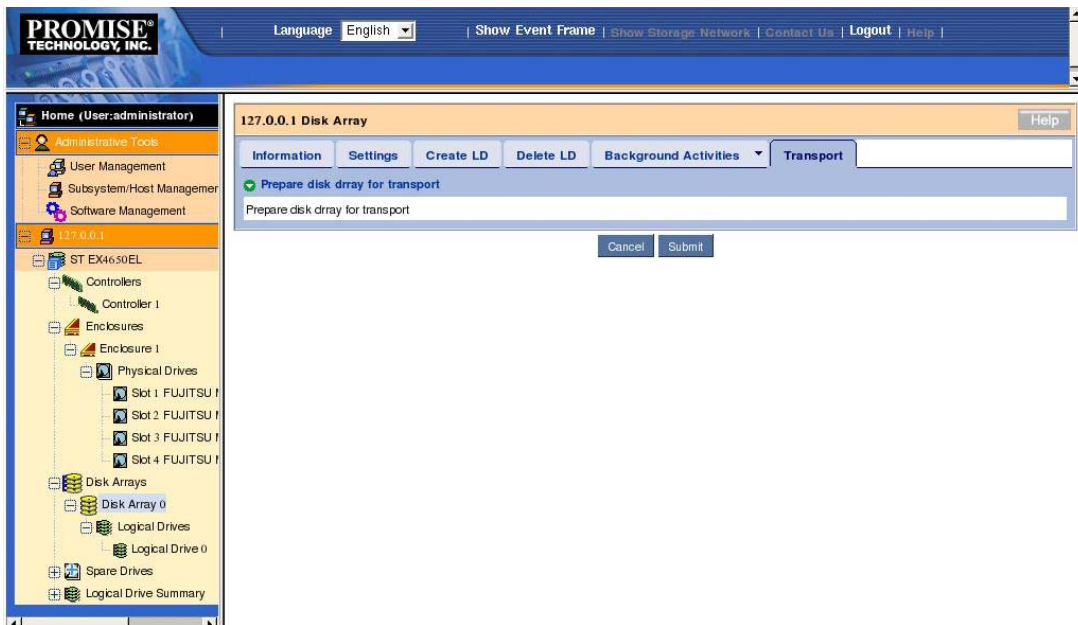 PROMISE®
TECHNOLOGY, INC.
| Language English | Show Event Frame | Show Storage Network | Contact Us | Logout | Help |
Home (User:administrator)
Administrative Tools
User Management
Subsystem/Host Managemer
Software Management
127.0.0.1
ST EX4650EL
Controllers
Controller 1
Enclosures
Enclosure 1
Physical Drives
Slot 1 FUJITSU M
Slot 2 FUJITSU M
Slot 3 FUJITSU M
Slot 4 FUJITSU M
Disk Arrays
Disk Array 0
Logical Drives
Logical Drive 0
Spare Drives
Logical Drive Summary
127.0.0.1 Disk Array
Help
Information Settings Create LD Delete LD Background Activities Transport
Prepare disk drray for transport
Prepare disk drray for transport
Cancel Submit